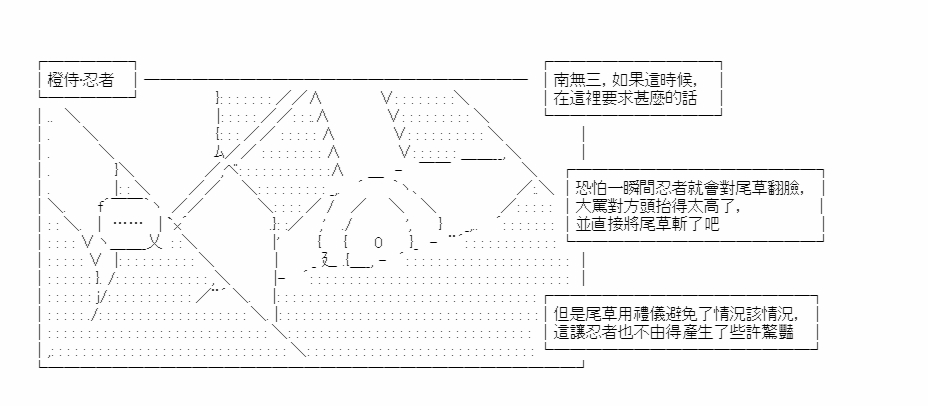 橙侍·忍者
……
南無三，如果這時候，
在這裡要求甚麼的話
恐怕一瞬間忍者就會對尾草翻臉，
大罵對方頭抬得太高了，
並直接將尾草斬了吧
但是尾草用禮儀避免了情況該情況，
這讓忍者也不由得產生了些許驚豔